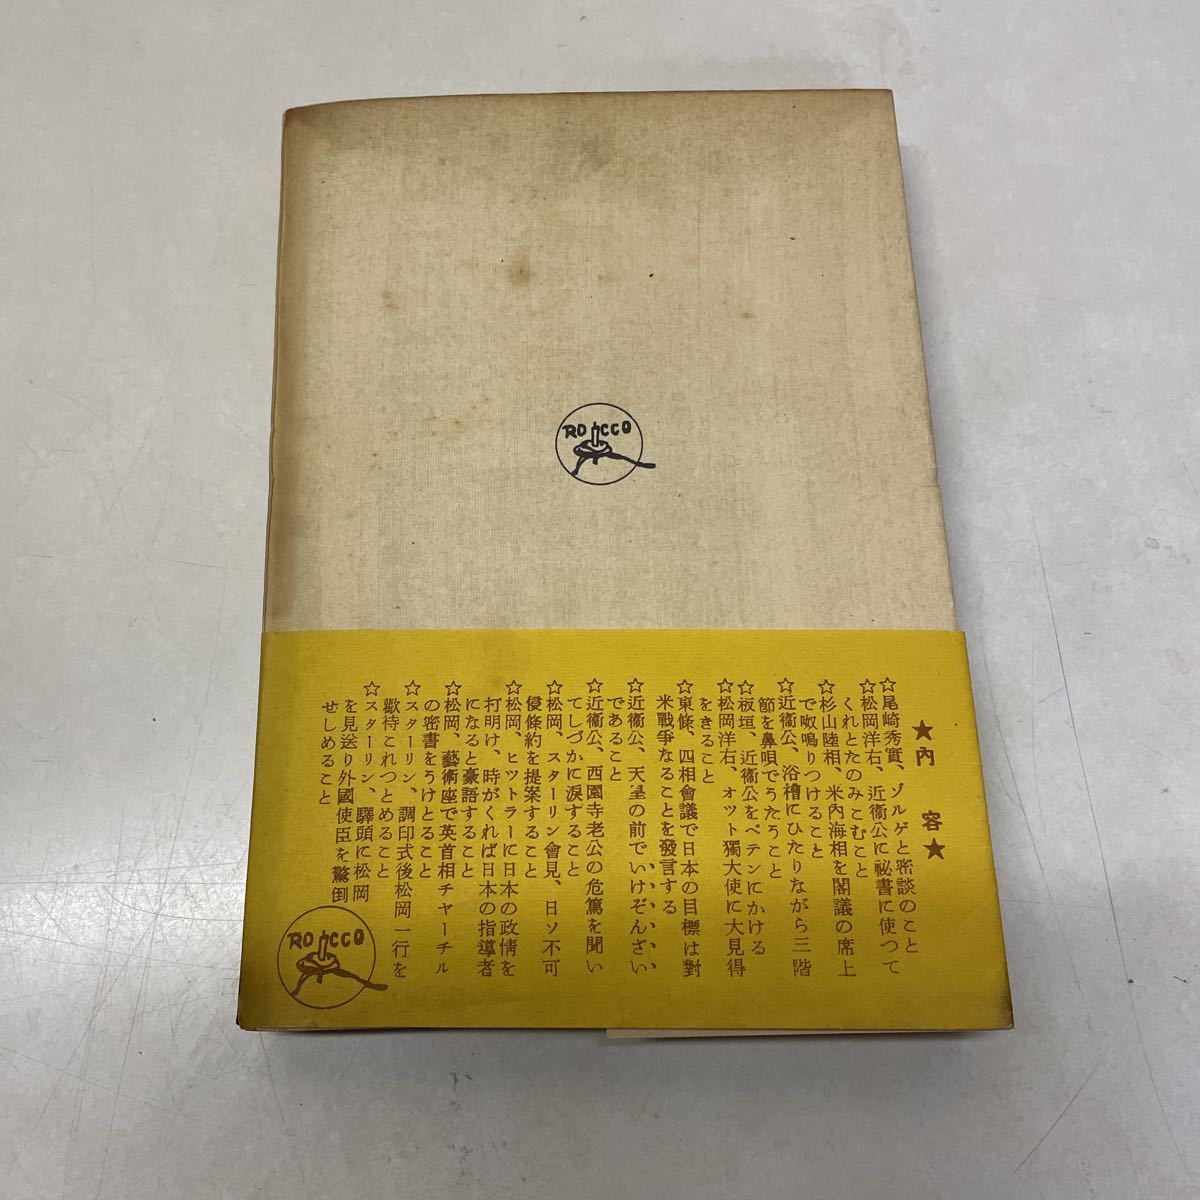 ROCCO
★內　容★
☆尾崎秀實、ゾルゲと密談のこと
☆松岡洋右、近衞公に祕書に使つて
くれとたのみこむこと
☆杉山陸相、米內海相を閣議の席上
で呶鳴りつけること
☆近衞公、浴槽にひたりながら三階
節を鼻唄でうたうこと
☆板垣、近衞公をペテンにかける
☆松岡洋右、オツト獨大使に大見得
をきること
☆東條、四相會議で日本の目標は對
米戰爭なることを發言する
☆近衞公、天皇の前でいけぞんざい
であること
☆近衞公、西園寺老公の危篤を聞い
てしづかに淚すること
☆松岡、スターリン會見、日ソ不可
侵條約を提案すること
☆松岡、ヒツトラーに日本の政情を
打明け、時がくれば日本の指導者
になると豪語すること
☆松岡、藝術座で英首相チヤーチル
の密書をうけとること
☆スターリン、調印式後松岡一行を
歡待これつとめること
☆スターリン、驛頭に松岡
を見送り外國使臣を驚倒
せしめること
ROCCO